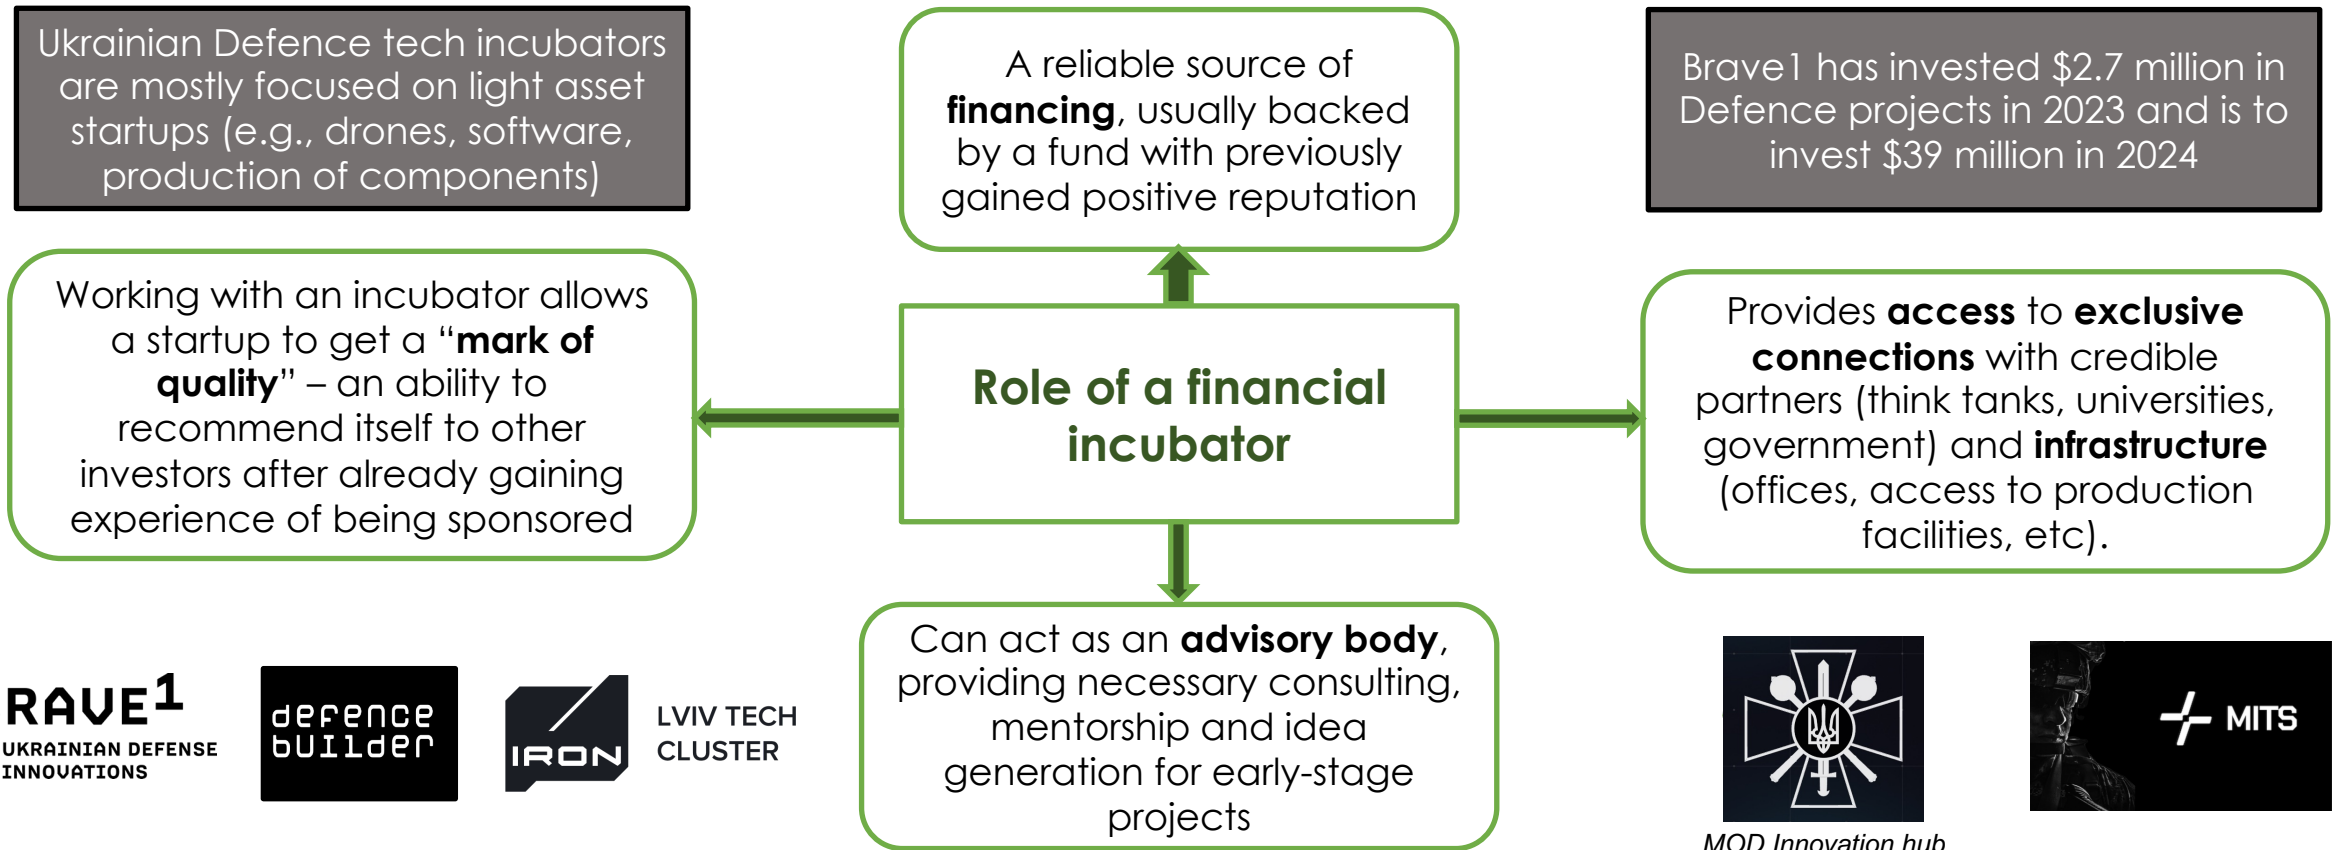 Ukrainian Defence tech incubators
are mostly focused on light asset
startups (e.g., drones, software,
production of components)
A reliable source of
financing, usually backed
by a fund with previously
gained positive reputation
Brave1 has invested $2.7 million in
Defence projects in 2023 and is to
invest $39 million in 2024
Working with an incubator allows
a startup to get a “mark of
quality” – an ability to
recommend itself to other
investors after already gaining
experience of being sponsored
Role of a financial
incubator
Provides access to exclusive
connections with credible
partners (think tanks, universities,
government) and infrastructure
(offices, access to production
facilities, etc).
Can act as an advisory body,
providing necessary consulting,
mentorship and idea
generation for early-stage
projects
RAVE1
UKRAINIAN DEFENSE
INNOVATIONS
defence
builder
IRON
LVIV TECH
CLUSTER
MITS
MOD Innovation hub